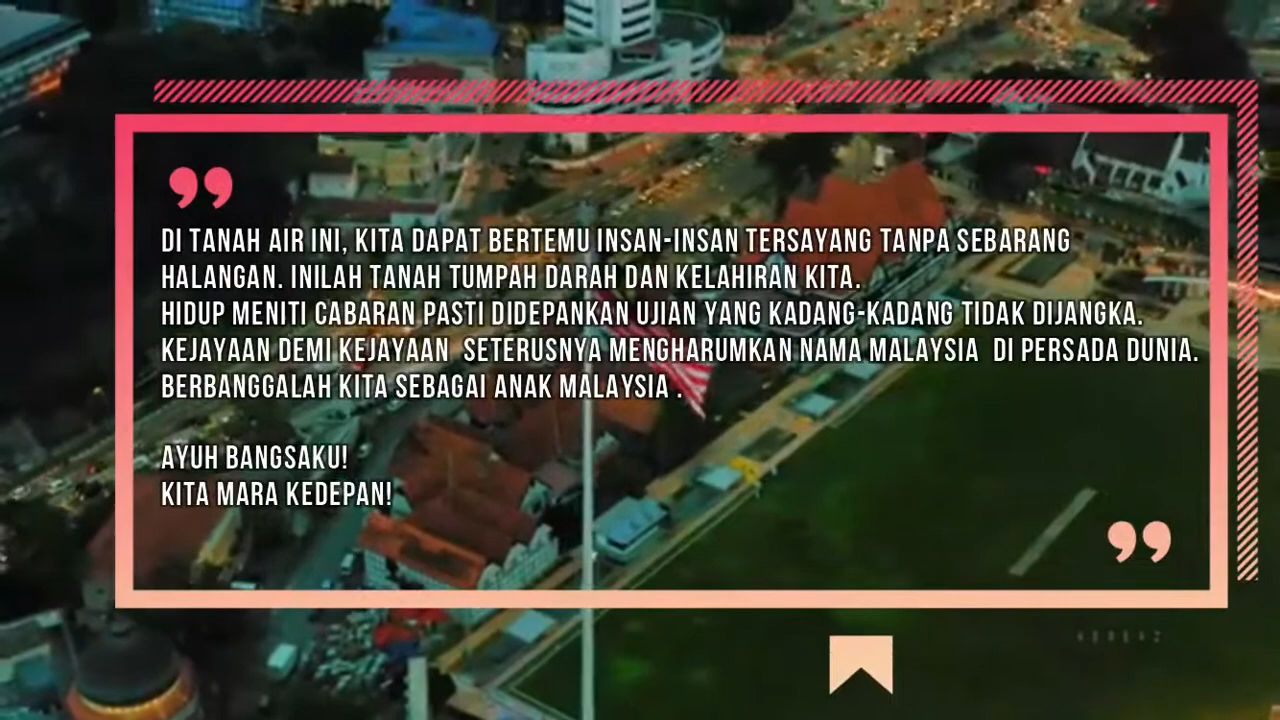 DI TANAH AIR INI, KITA DAPAT BERTEMU INSAN-INSAN TERSAYANG TANPA SEBARANG
HALANGAN. INILAH TANAH TUMPAH DARAH DAN KELAHIRAN KITA.
HIDUP MENITI CABARAN PASTI DIDEPANKAN UJIAN YANG KADANG-KADANG TIDAK DIJANGKA.
KEJAYAAN DEMI KEJAYAAN SETERUSNYA MENGHARUMKAN NAMA MALAYSIA DI PERSADA DUNIA.
BERBANGGALAH KITA SEBAGAI ANAK MALAYSIA .
AYUH BANGSAKU!
KITA MARA KEDEPAN!